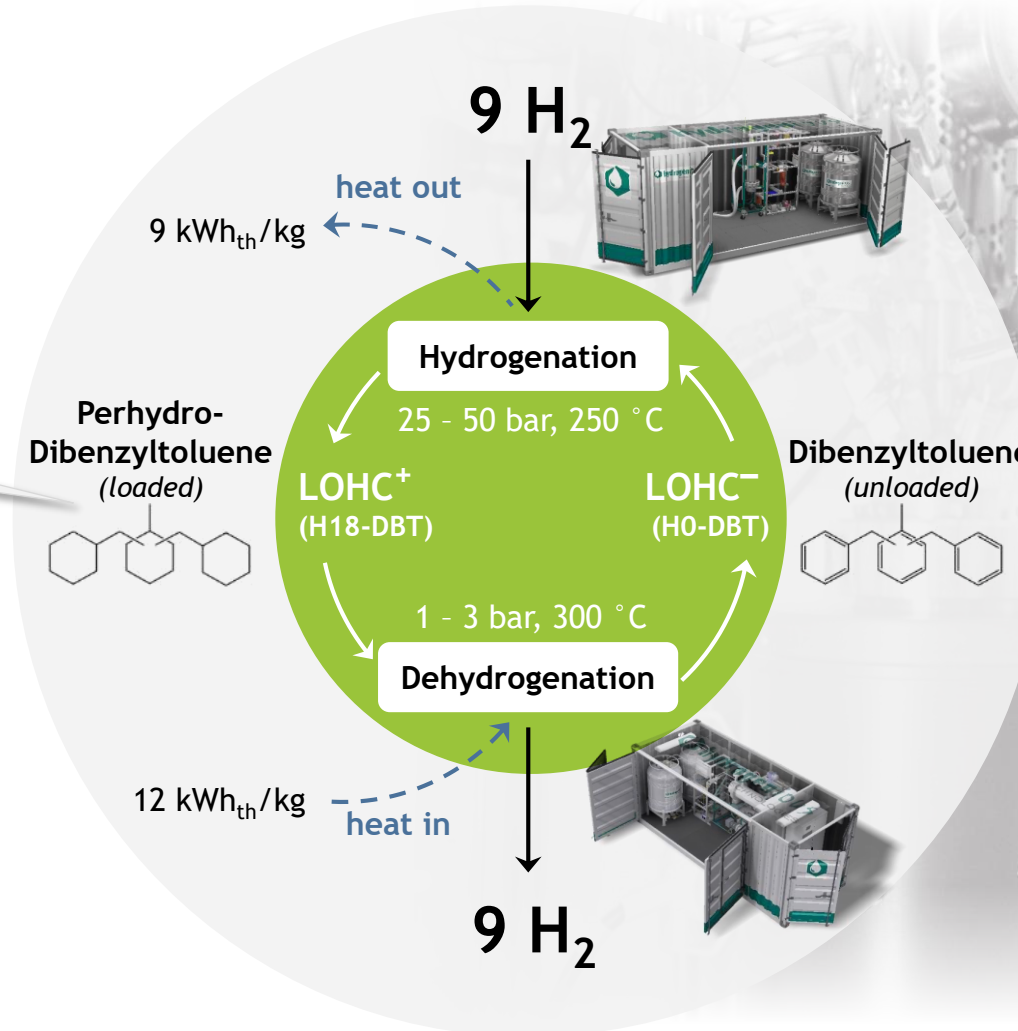 9 H₂
heat out
9 kWhₜₕ/kg
Hydrogenation
25 – 50 bar, 250 °C
Perhydro-
Dibenzyltoluene
(loaded)
LOHC⁺
(H18-DBT)
LOHC⁻
(H0-DBT)
Dibenzyltoluene
(unloaded)
1 – 3 bar, 300 °C
Dehydrogenation
12 kWhₜₕ/kg
heat in
9 H₂